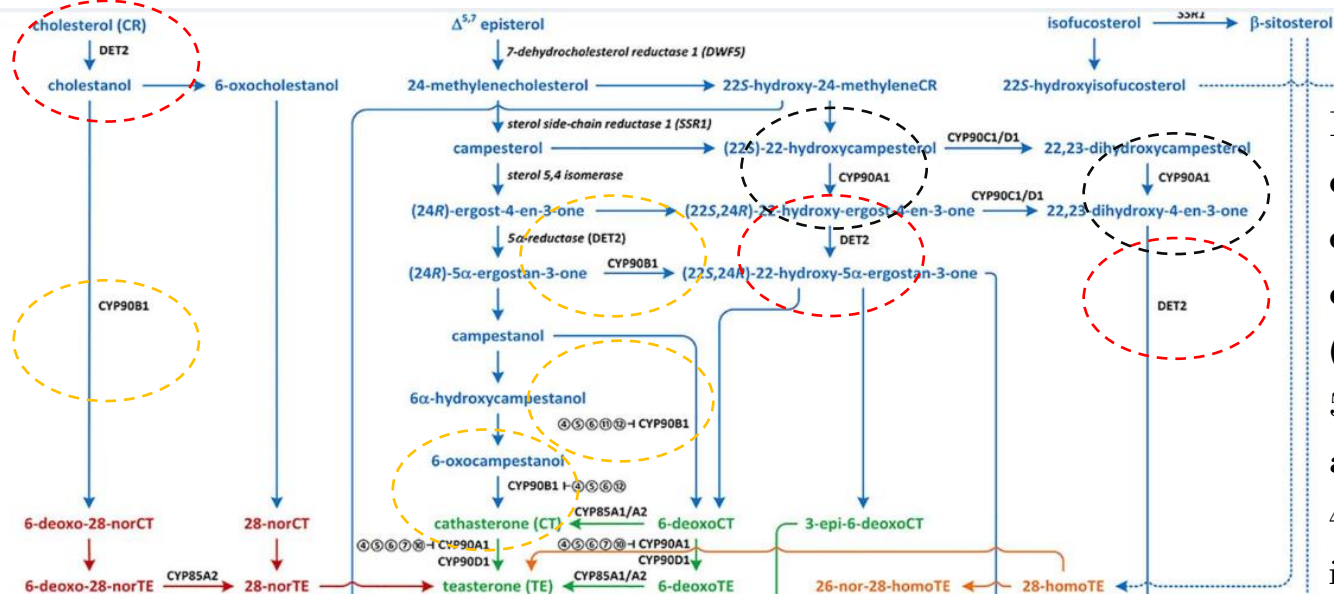 cholesterol (CR) Δ5,7 episterol isofucosterol SSR1 β-sitosterol
DET2 7-dehydrocholesterol reductase 1 (DWF5)
cholestanol 6-oxocholestanol 24-methylenecholesterol 22S-hydroxy-24-methyleneCR 22S-hydroxyisofucosterol
sterol side-chain reductase 1 (SSR1)
campesterol (22S)-22-hydroxycampesterol CYP90C1/D1 22,23-dihydroxycampesterol
sterol 5,4 isomerase CYP90A1 CYP90A1
(24R)-ergost-4-en-3-one (22S,24R)-22-hydroxy-ergost-4-en-3-one CYP90C1/D1 22,23-dihydroxy-4-en-3-one
5α-reductase (DET2) DET2
(24R)-5α-ergostan-3-one CYP90B1 (22S,24R)-22-hydroxy-5α-ergostan-3-one
CYP90B1 DET2
campestanol
6α-hydroxycampestanol
④⑤⑥⑪⑫⊣ CYP90B1
6-oxocampestanol
CYP90B1 ⊢④⑤⑥⑫
6-deoxo-28-norCT 28-norCT cathasterone (CT) CYP85A1/A2 6-deoxoCT 3-epi-6-deoxoCT
④⑤⑥⑦⑩⊣ CYP90A1 ④⑤⑥⑦⑩⊣ CYP90A1
CYP90D1 CYP90D1
6-deoxo-28-norTE CYP85A2 28-norTE teasterone (TE) CYP85A1/A2 6-deoxoTE 26-nor-28-homoTE 28-homoTE